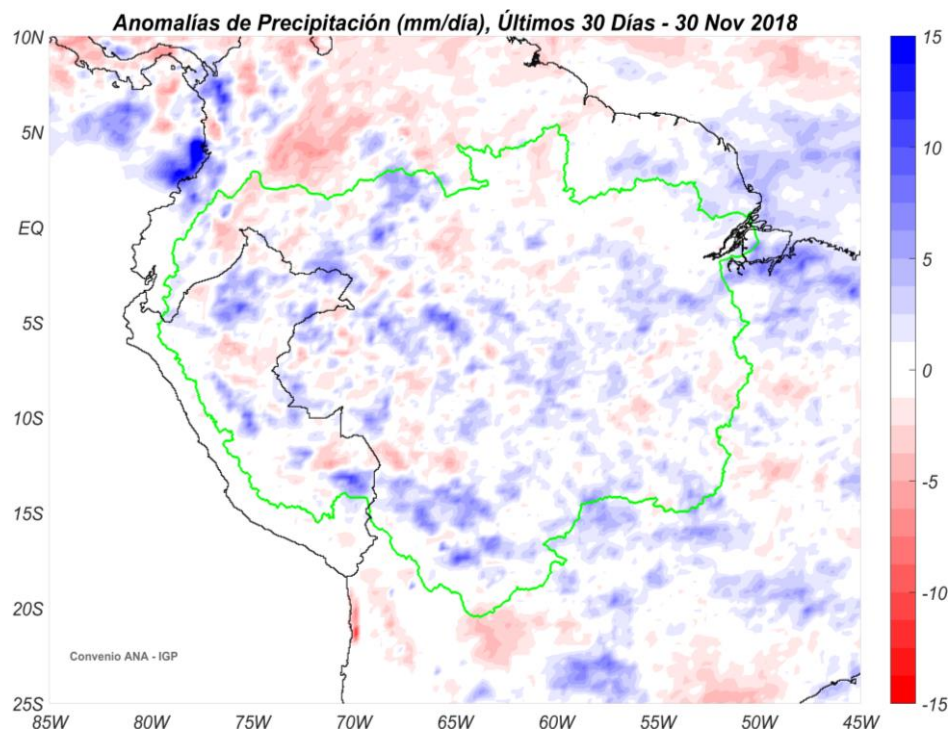 Anomalías de Precipitación (mm/día), Últimos 30 Días - 30 Nov 2018
10N
5N
EQ
5S
10S
15S
20S
25S
Convenio ANA - IGP
85W 80W 75W 70W 65W 60W 55W 50W 45W
15
10
5
0
-5
-10
-15